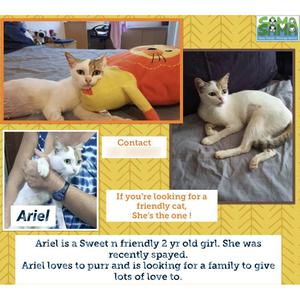 SAMA
SAMA
Contact
If you're looking for a
friendly cat,
She's the one !
Ariel
Ariel is a Sweet n friendly 2 yr old girl. She was
recently spayed.
Ariel loves to purr and is looking for a family to give
lots of love to.